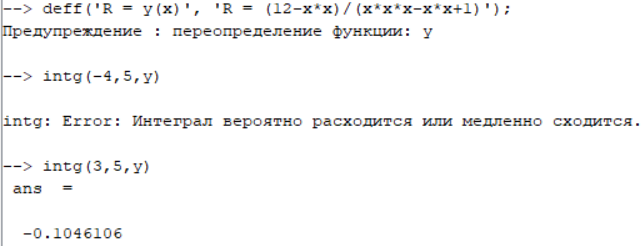 --> deff('R = y(x)', 'R = (12-x*x)/(x*x*x-x*x+1)');
Предупреждение : переопределение функции: y
--> intg(-4,5,y)
intg: Error: Интеграл вероятно расходится или медленно сходится.
--> intg(3,5,y)
ans  =
-0.1046106